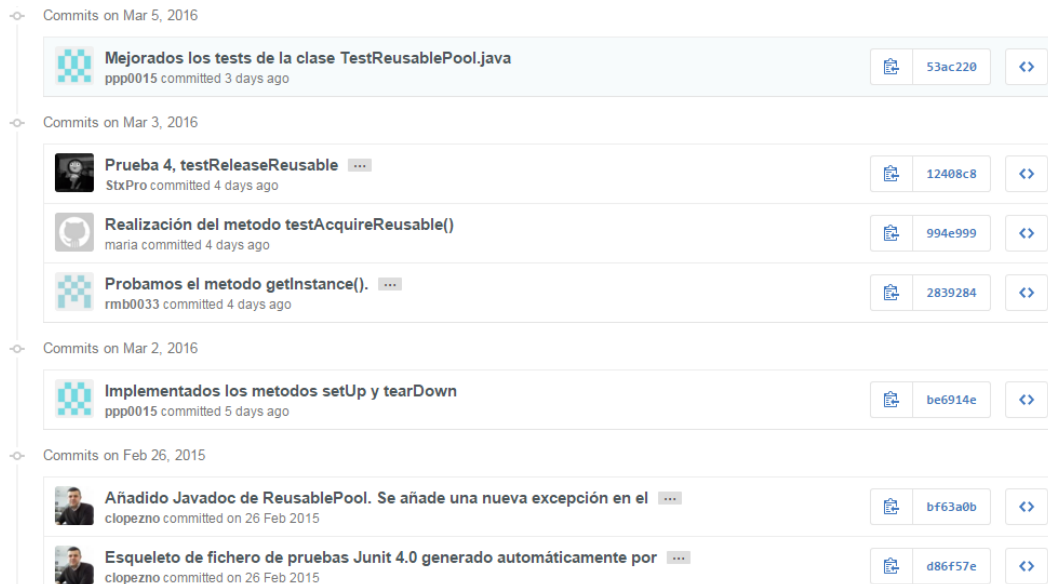 Commits on Mar 5, 2016
Mejorados los tests de la clase TestReusablePool.java
ppp0015 committed 3 days ago
53ac220
Commits on Mar 3, 2016
Prueba 4, testReleaseReusable ...
StxPro committed 4 days ago
12408c8
Realización del metodo testAcquireReusable()
maria committed 4 days ago
994e999
Probamos el metodo getInstance(). ...
rmb0033 committed 4 days ago
2839284
Commits on Mar 2, 2016
Implementados los metodos setUp y tearDown
ppp0015 committed 5 days ago
be6914e
Commits on Feb 26, 2015
Añadido Javadoc de ReusablePool. Se añade una nueva excepción en el ...
clopezno committed on 26 Feb 2015
bf63a0b
Esqueleto de fichero de pruebas Junit 4.0 generado automáticamente por ...
clopezno committed on 26 Feb 2015
d86f57e